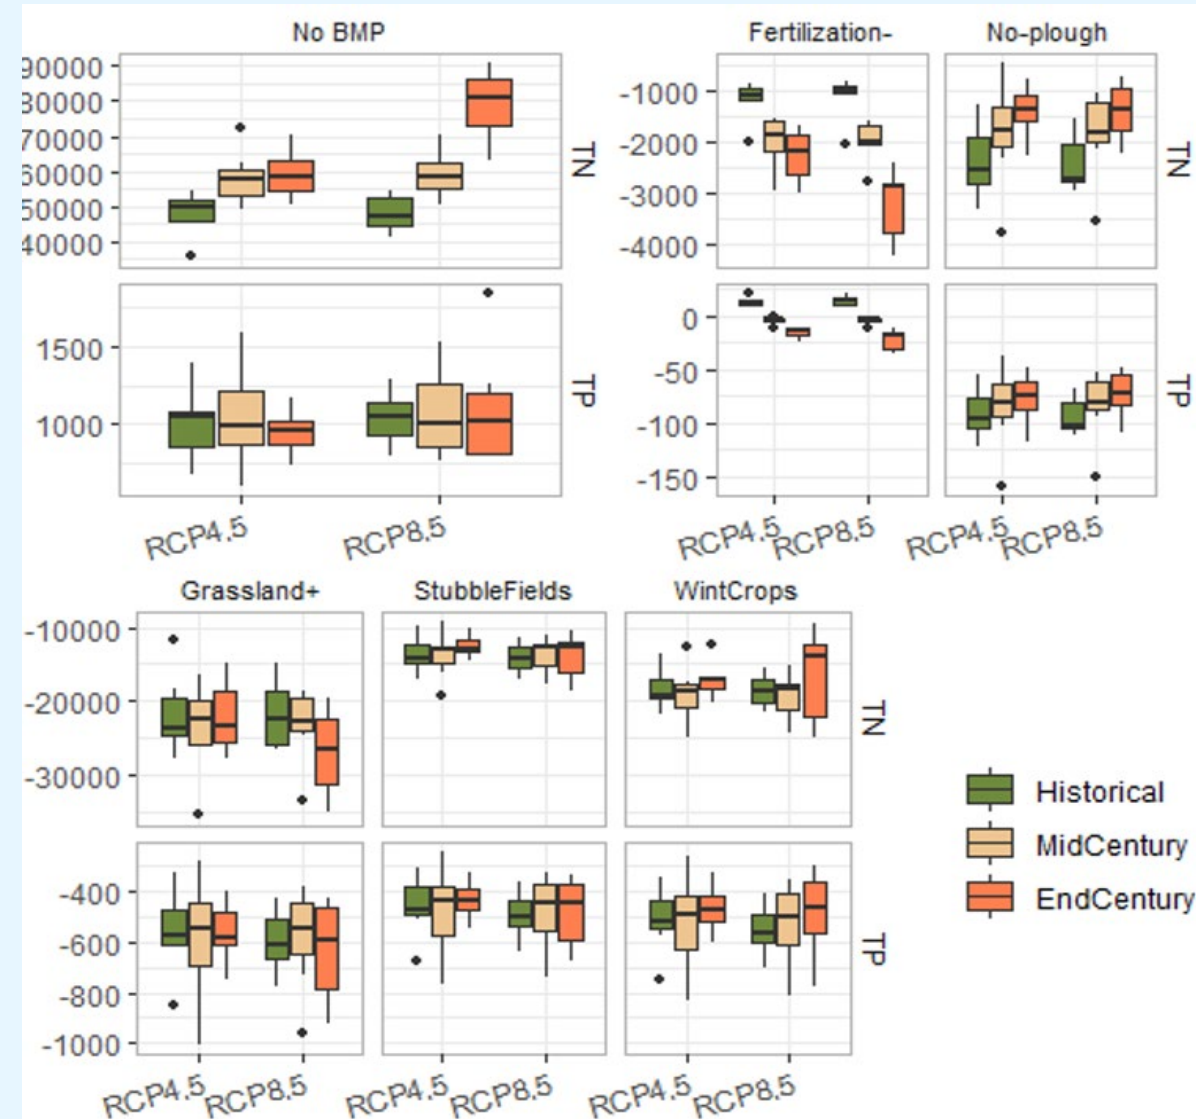 No BMP
Fertilization-
No-plough
90000
80000
70000
60000
50000
40000
TN
1500
1000
TP
RCP4.5
RCP8.5
-1000
-2000
-3000
-4000
TN
0
-50
-100
-150
TP
RCP4.5
RCP8.5
RCP4.5
RCP8.5
Grassland+
StubbleFields
WintCrops
-10000
-20000
-30000
TN
-400
-600
-800
-1000
TP
RCP4.5
RCP8.5
RCP4.5
RCP8.5
RCP4.5
RCP8.5
Historical
MidCentury
EndCentury